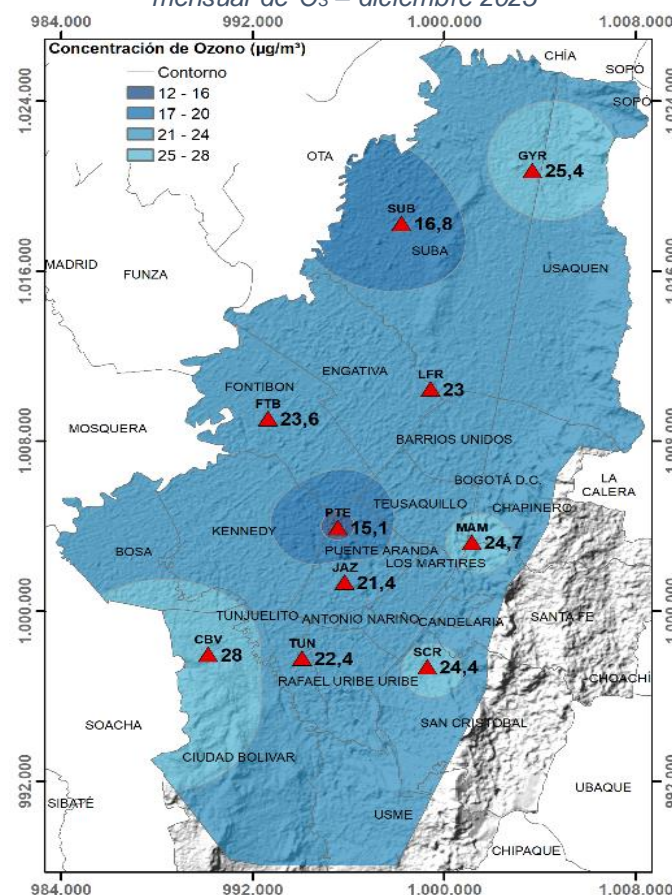 mensual de O₃ – diciembre 2025
984.000 992.000 1.000.000 1.008.000
Concentración de Ozono (µg/m³)
Contorno
12 - 16
17 - 20
21 - 24
25 - 28
CHÍA
SOPÓ
SOPÓ
1.024.000
1.024.000
OTA
GYR
25,4
SUB
16,8
SUBA
USAQUEN
MADRID
FUNZA
1.016.000
1.016.000
ENGATIVA
LFR
23
FONTIBON
FTB
23,6
MOSQUERA
BARRIOS UNIDOS
1.008.000
1.008.000
BOGOTÁ D.C.
LA
CALERA
TEUSAQUILLO
CHAPINERO
PTE
15,1
KENNEDY
MAM
24,7
BOSA
PUENTE ARANDA
LOS MARTIRES
JAZ
21,4
1.000.000
1.000.000
TUNJUELITO
ANTONIO NARIÑO
CANDELARIA
SANTA FE
CBV
28
TUN
22,4
SCR
24,4
RAFAEL URIBE URIBE
CHOACHÍ
SOACHA
SAN CRISTOBAL
CIUDAD BOLIVAR
992.000
992.000
UBAQUE
SIBATÉ
USME
CHIPAQUE
984.000 992.000 1.000.000 1.008.000